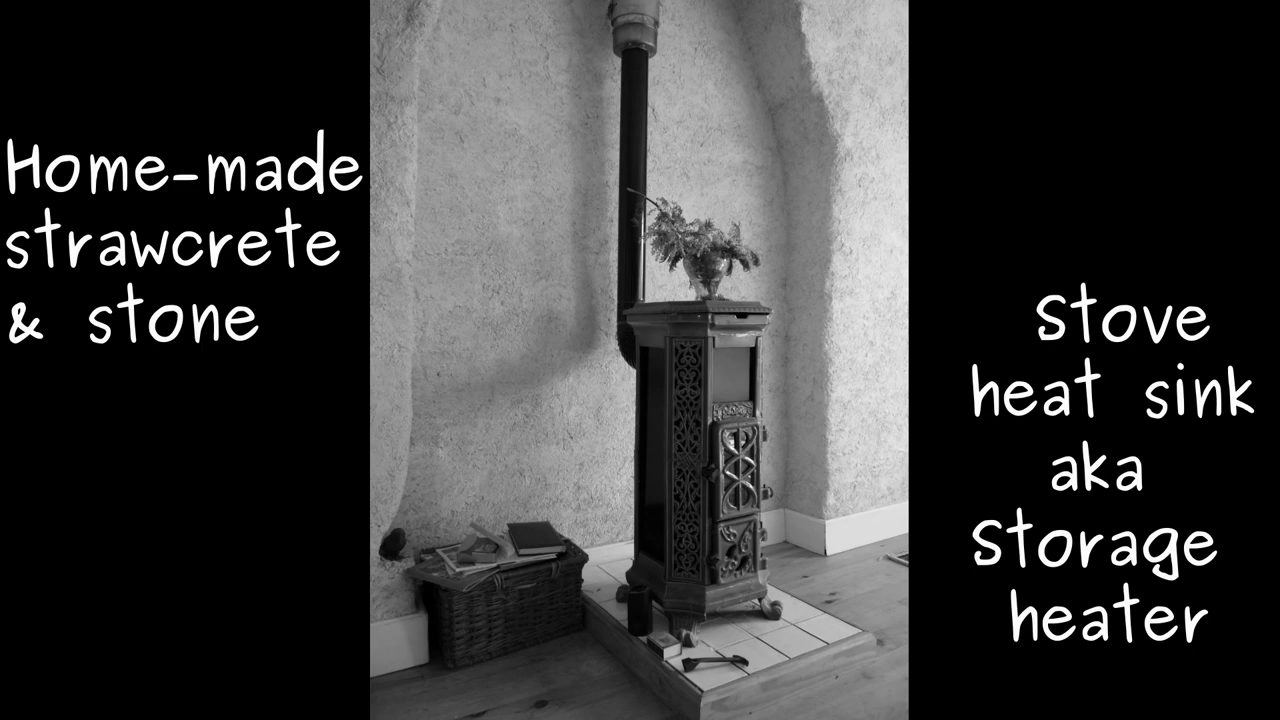 Home-made
strawcrete
& stone
Stove
heat sink
aka
Storage
heater